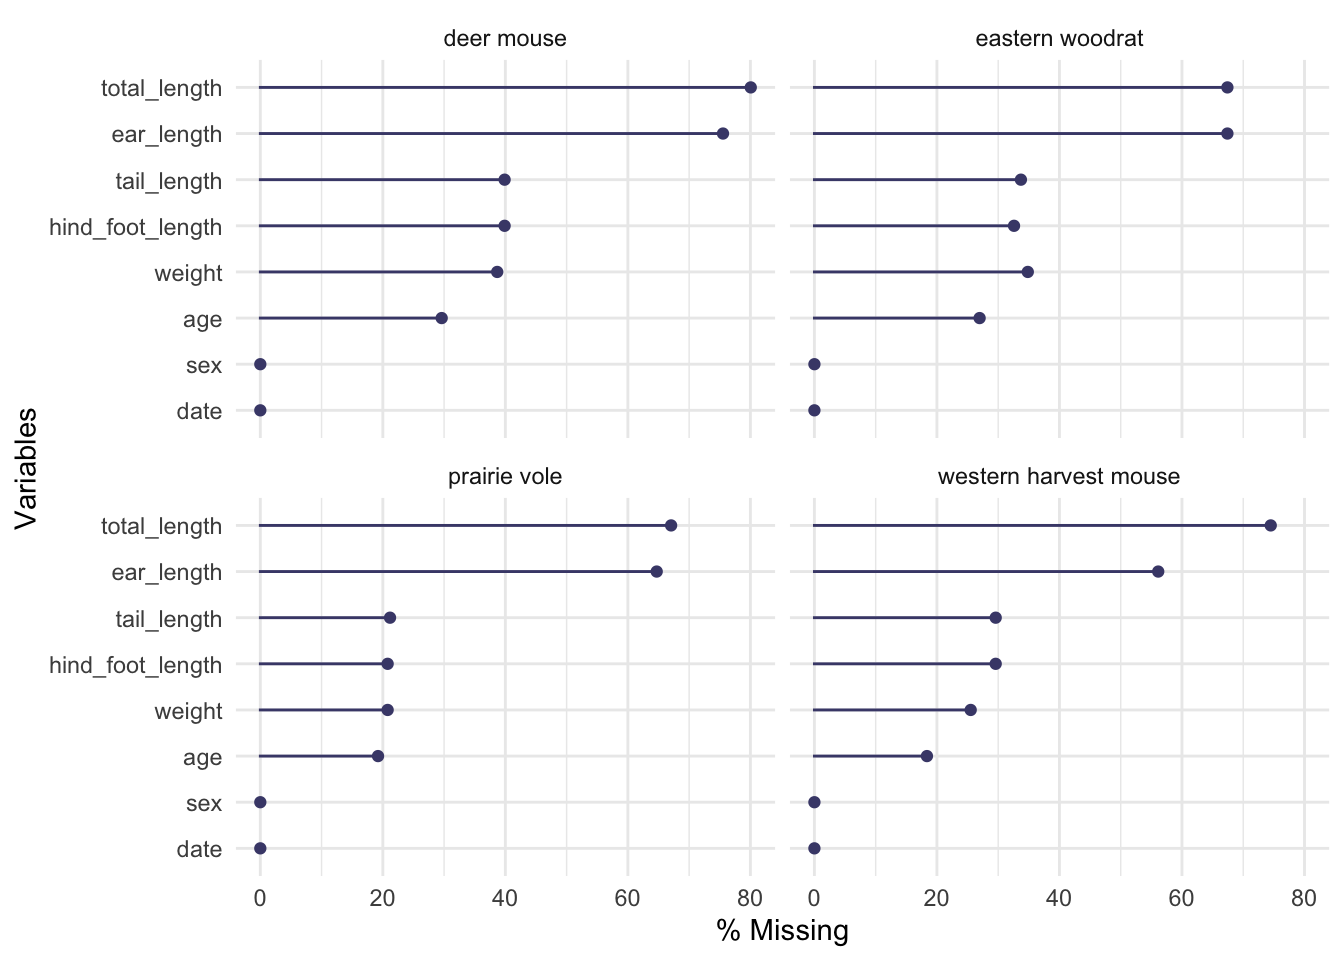 deer mouse
eastern woodrat
total_length
ear_length
tail_length
hind_foot_length
weight
age
sex
date
prairie vole
western harvest mouse
total_length
ear_length
tail_length
hind_foot_length
weight
age
sex
date
0 20 40 60 80
0 20 40 60 80
% Missing
Variables